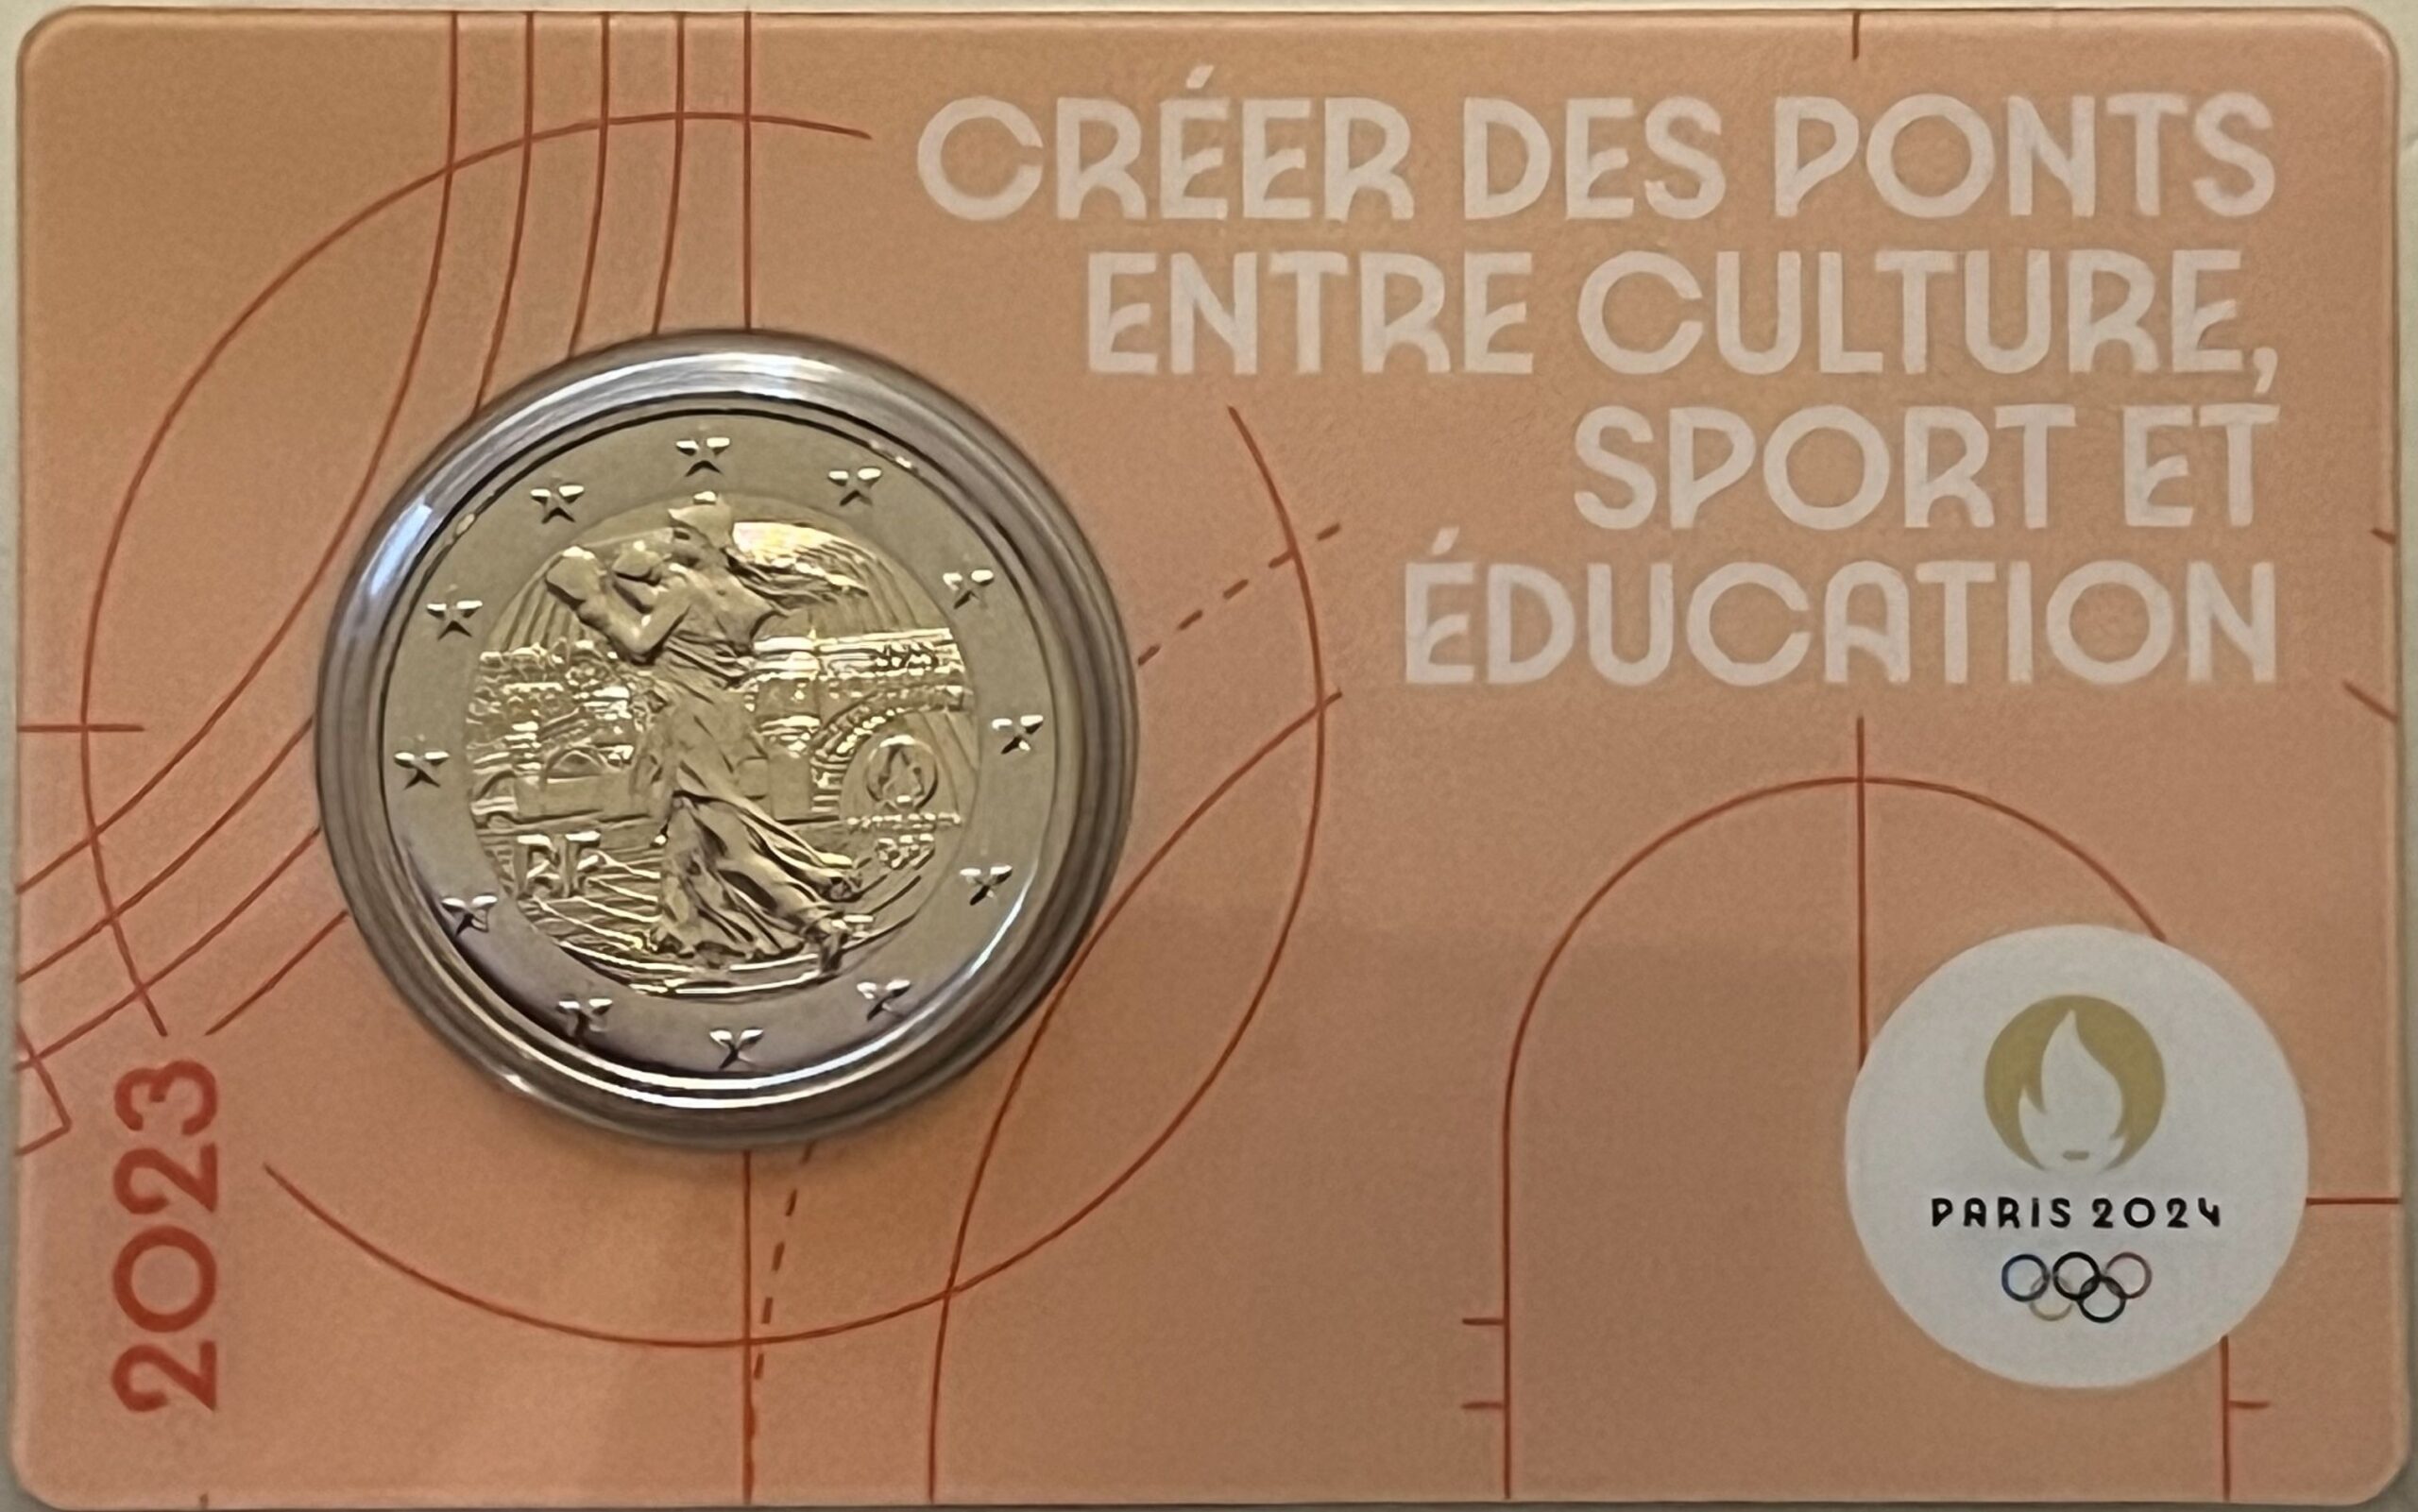 CRÉER DES PONTS
ENTRE CULTURE,
SPORT ET
ÉDUCATION
RF
2023
PARIS 2024